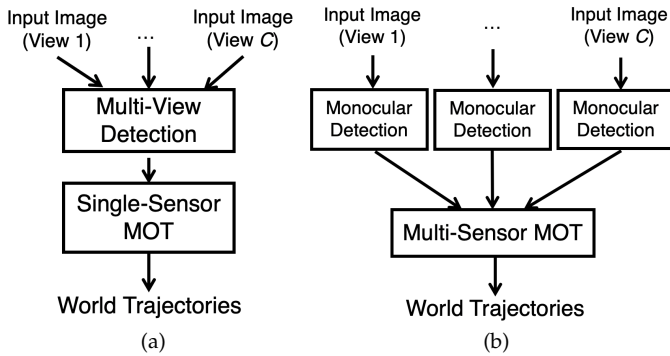 Input Image
(View 1)
...
Input Image
(View C)
Multi-View
Detection
Single-Sensor
MOT
World Trajectories
(a)
Input Image
(View 1)
...
Input Image
(View C)
Monocular
Detection
Monocular
Detection
Monocular
Detection
Multi-Sensor MOT
World Trajectories
(b)